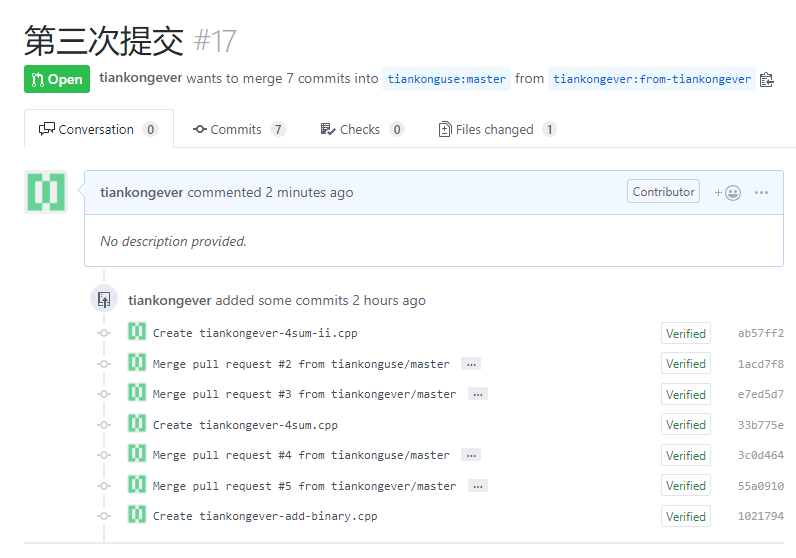 第三次提交 #17
Open tiankongever wants to merge 7 commits into tiankonguse:master from tiankongever:from-tiankongever
Conversation 0 Commits 7 Checks 0 Files changed 1
tiankongever commented 2 minutes ago Contributor + ...
No description provided.
tiankongever added some commits 2 hours ago
Create tiankongever-4sum-ii.cpp Verified ab57ff2
Merge pull request #2 from tiankonguse/master ... Verified 1acd7f8
Merge pull request #3 from tiankongever/master ... Verified e7ed5d7
Create tiankongever-4sum.cpp Verified 33b775e
Merge pull request #4 from tiankonguse/master ... Verified 3c0d464
Merge pull request #5 from tiankongever/master ... Verified 55a0910
Create tiankongever-add-binary.cpp Verified 1021794